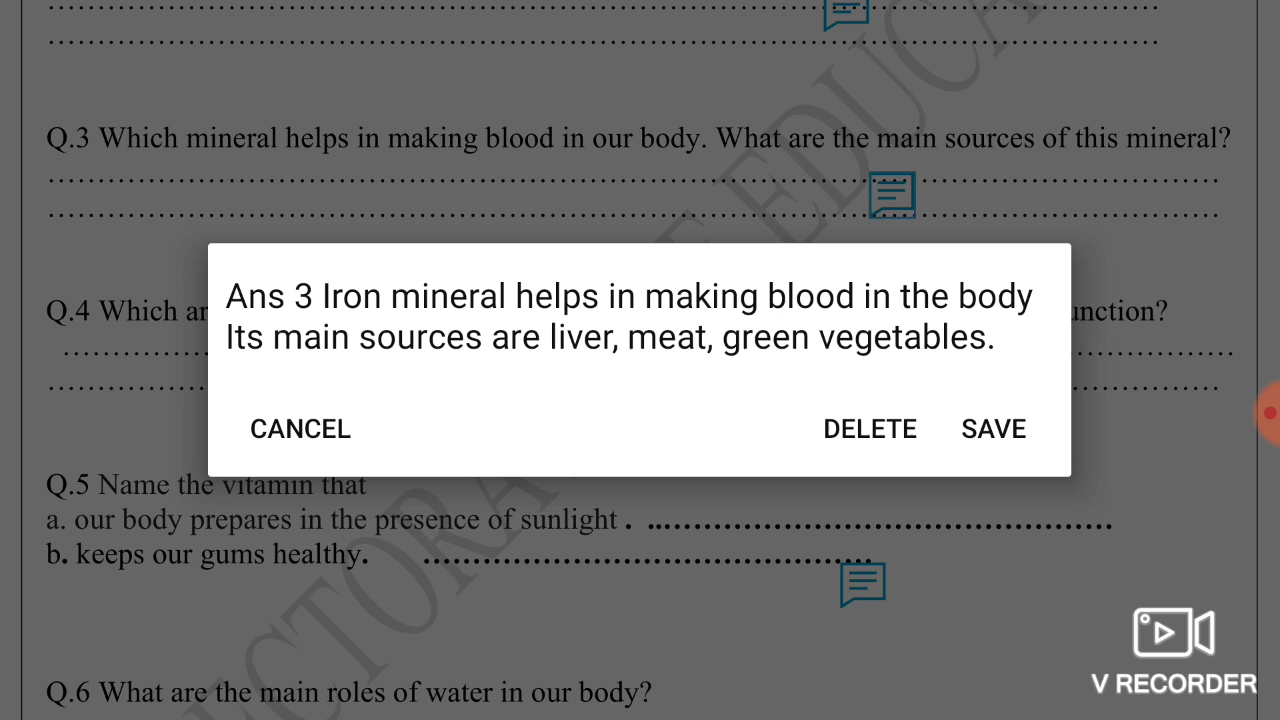 Q.3 Which mineral helps in making blood in our body. What are the main sources of this mineral?
Ans 3 Iron mineral helps in making blood in the body
Its main sources are liver, meat, green vegetables.
CANCEL DELETE SAVE
Q.4 Which ar unction?
Q.5 Name the vitamin that
a. our body prepares in the presence of sunlight . ..............................................
b. keeps our gums healthy. .............................................
Q.6 What are the main roles of water in our body?
V RECORDER